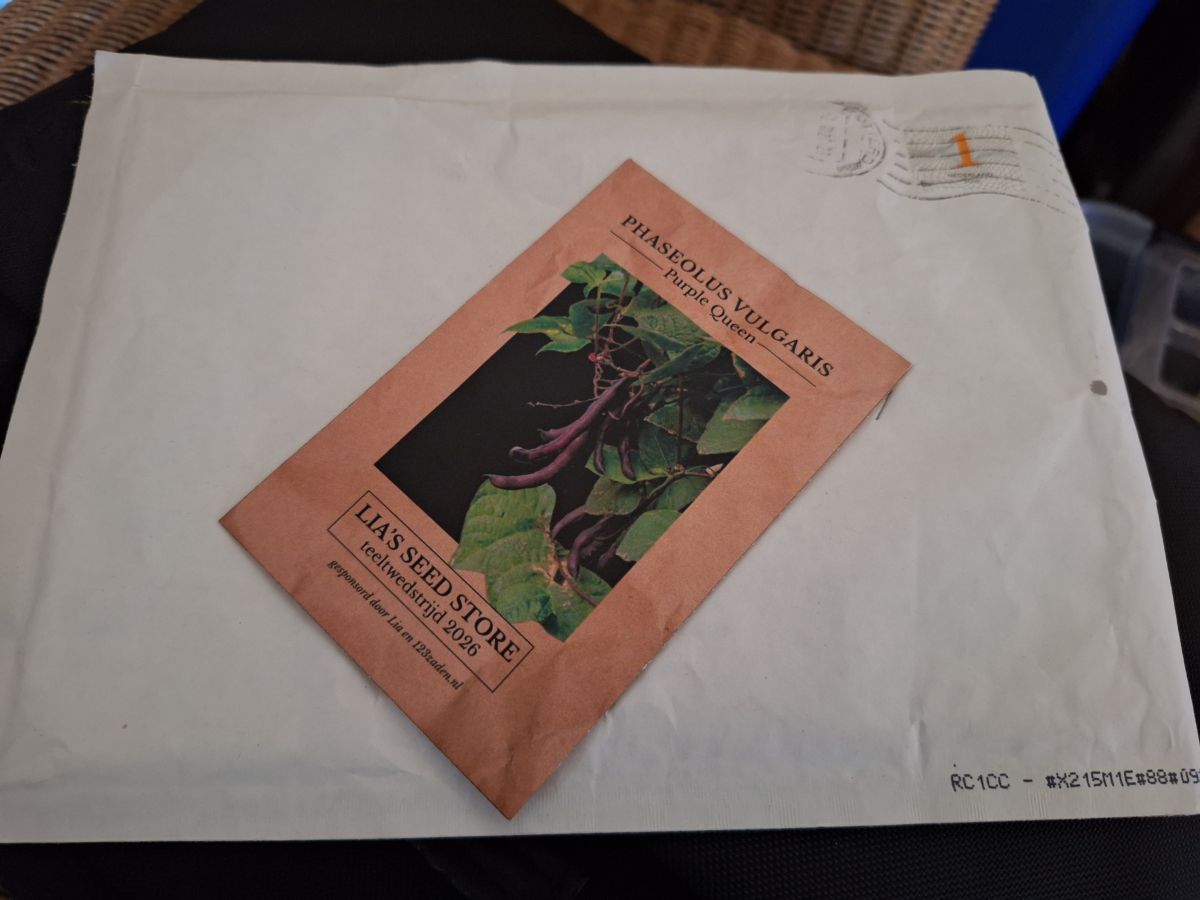 PHASEOLUS VULGARIS
Purple Queen
LIA'S SEED STORE
teeltwedstrijd 2026
gesponsord door Lia en 123zaden.nl
1
NEDERLAND
RC1CC - #X215M1E#88#09